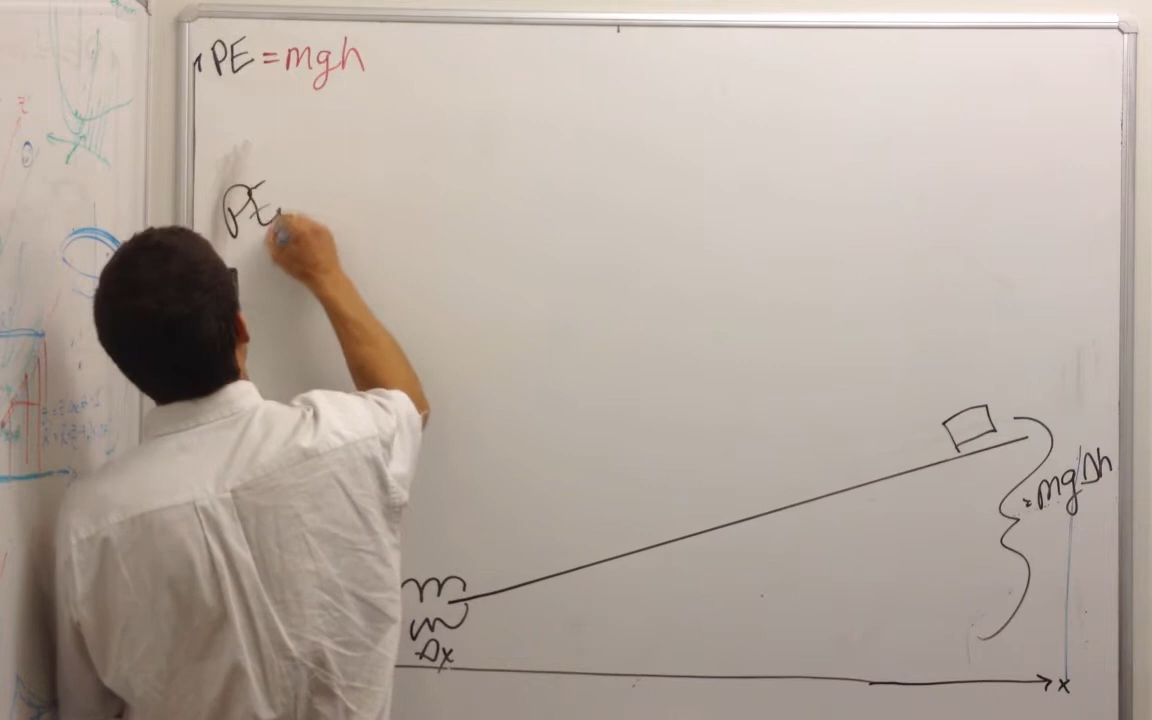 PE = mgh
PE
= mgΔh
Δx
x